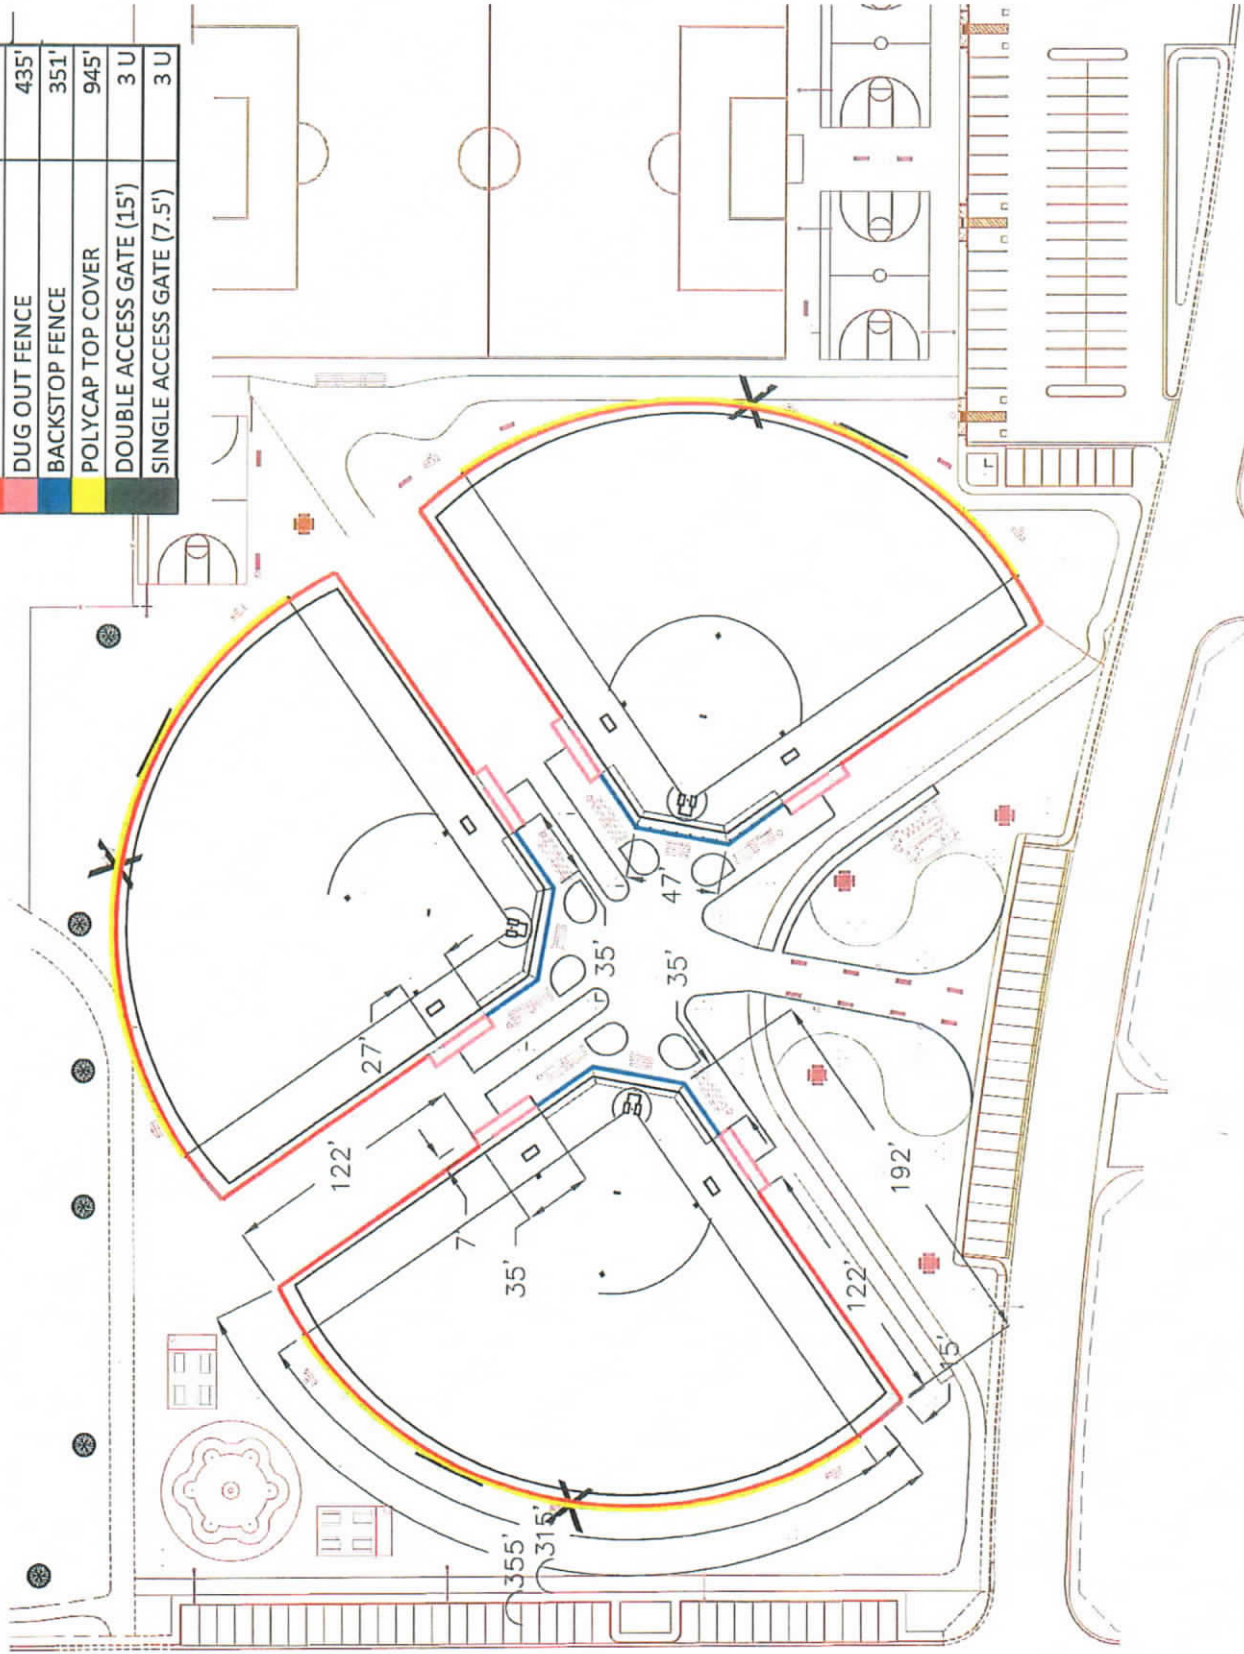 DUG OUT FENCE 435'
BACKSTOP FENCE 351'
POLYCAP TOP COVER 945'
DOUBLE ACCESS GATE (15') 3 U
SINGLE ACCESS GATE (7.5') 3 U
47'
35'
35'
27'
122'
7'
35'
192'
122'
15'
355'
315'